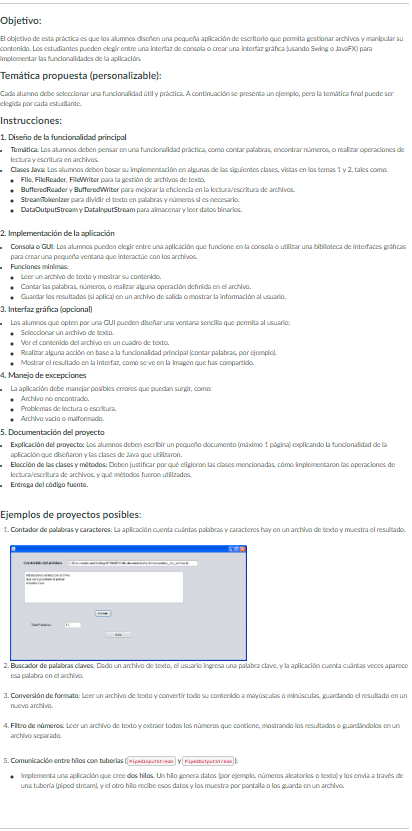 Objetivo:
El objetivo de esta práctica es que los alumnos diseñen una pequeña aplicación de escritorio que permita gestionar archivos y manipular su
contenido. Los estudiantes pueden elegir entre una interfaz de consola o crear una interfaz gráfica (usando Swing o JavaFX) para
implementar las funcionalidades de la aplicación.
Temática propuesta (personalizable):
Cada alumno debe seleccionar una funcionalidad útil y práctica. A continuación se presenta un ejemplo, pero la temática final puede ser
elegida por cada estudiante.
Instrucciones:
1. Diseño de la funcionalidad principal
Temática: Los alumnos deben pensar en una funcionalidad práctica, como contar palabras, encontrar números, o realizar operaciones de
lectura y escritura en archivos.
Clases Java: Los alumnos deben basar su implementación en algunas de las siguientes clases, vistas en los temas 1 y 2, tales como:
File, FileReader, FileWriter para la gestión de archivos de texto.
BufferedReader y BufferedWriter para mejorar la eficiencia en la lectura/escritura de archivos.
StreamTokenizer para dividir el texto en palabras y números si es necesario.
DataOutputStream y DataInputStream para almacenar y leer datos binarios.
2. Implementación de la aplicación
Consola o GUI: Los alumnos pueden elegir entre una aplicación que funcione en la consola o utilizar una biblioteca de interfaces gráficas
para crear una pequeña ventana que interactúe con los archivos.
Funciones mínimas:
Leer un archivo de texto y mostrar su contenido.
Contar las palabras, números, o realizar alguna operación definida en el archivo.
Guardar los resultados (si aplica) en un archivo de salida o mostrar la información al usuario.
3. Interfaz gráfica (opcional)
Los alumnos que opten por una GUI pueden diseñar una ventana sencilla que permita al usuario:
Seleccionar un archivo de texto.
Ver el contenido del archivo en un cuadro de texto.
Realizar alguna acción en base a la funcionalidad principal (contar palabras, por ejemplo).
Mostrar el resultado en la interfaz, como se ve en la imagen que has compartido.
4. Manejo de excepciones
La aplicación debe manejar posibles errores que puedan surgir, como:
Archivo no encontrado.
Problemas de lectura o escritura.
Archivo vacío o malformado.
5. Documentación del proyecto
Explicación del proyecto: Los alumnos deben escribir un pequeño documento (máximo 1 página) explicando la funcionalidad de la
aplicación que diseñaron y las clases de Java que utilizaron.
Elección de las clases y métodos: Deben justificar por qué eligieron las clases mencionadas, cómo implementaron las operaciones de
lectura/escritura de archivos, y qué métodos fueron utilizados.
Entrega del código fuente.
Ejemplos de proyectos posibles:
1. Contador de palabras y caracteres: La aplicación cuenta cuántas palabras y caracteres hay en un archivo de texto y muestra el resultado.
2. Buscador de palabras claves: Dado un archivo de texto, el usuario ingresa una palabra clave, y la aplicación cuenta cuántas veces aparece
esa palabra en el archivo.
3. Conversión de formato: Leer un archivo de texto y convertir todo su contenido a mayúsculas o minúsculas, guardando el resultado en un
nuevo archivo.
4. Filtro de números: Leer un archivo de texto y extraer todos los números que contiene, mostrando los resultados o guardándolos en un
archivo separado.
5. Comunicación entre hilos con tuberías (PipedInputStream y PipedOutputStream):
Implementa una aplicación que cree dos hilos. Un hilo genera datos (por ejemplo, números aleatorios o texto) y los envía a través de
una tubería (piped stream), y el otro hilo recibe esos datos y los muestra por pantalla o los guarda en un archivo.